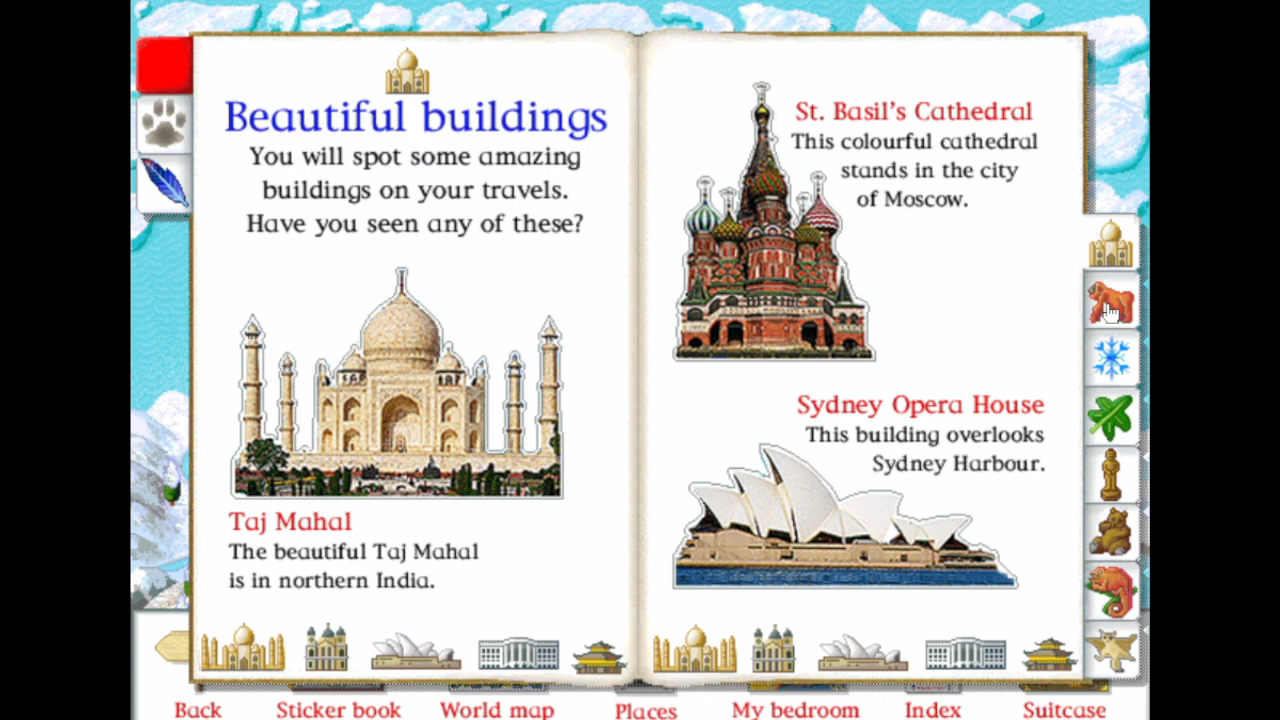 Beautiful buildings
You will spot some amazing
buildings on your travels.
Have you seen any of these?
Taj Mahal
The beautiful Taj Mahal
is in northern India.
St. Basil's Cathedral
This colourful cathedral
stands in the city
of Moscow.
Sydney Opera House
This building overlooks
Sydney Harbour.
Back
Sticker book
World map
Places
My bedroom
Index
Suitcase